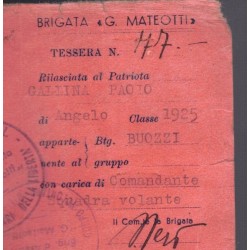 BRIGATA «G. MATEOTTI»
TESSERA N. 47.-
Rilasciata al Patriota
GALLINA PAOLO
di Angelo Classe 1925
apparte- Btg. BUOZZI
nente al gruppo
con carica di Comandante
Squadra volante
Il Com.te la Brigata